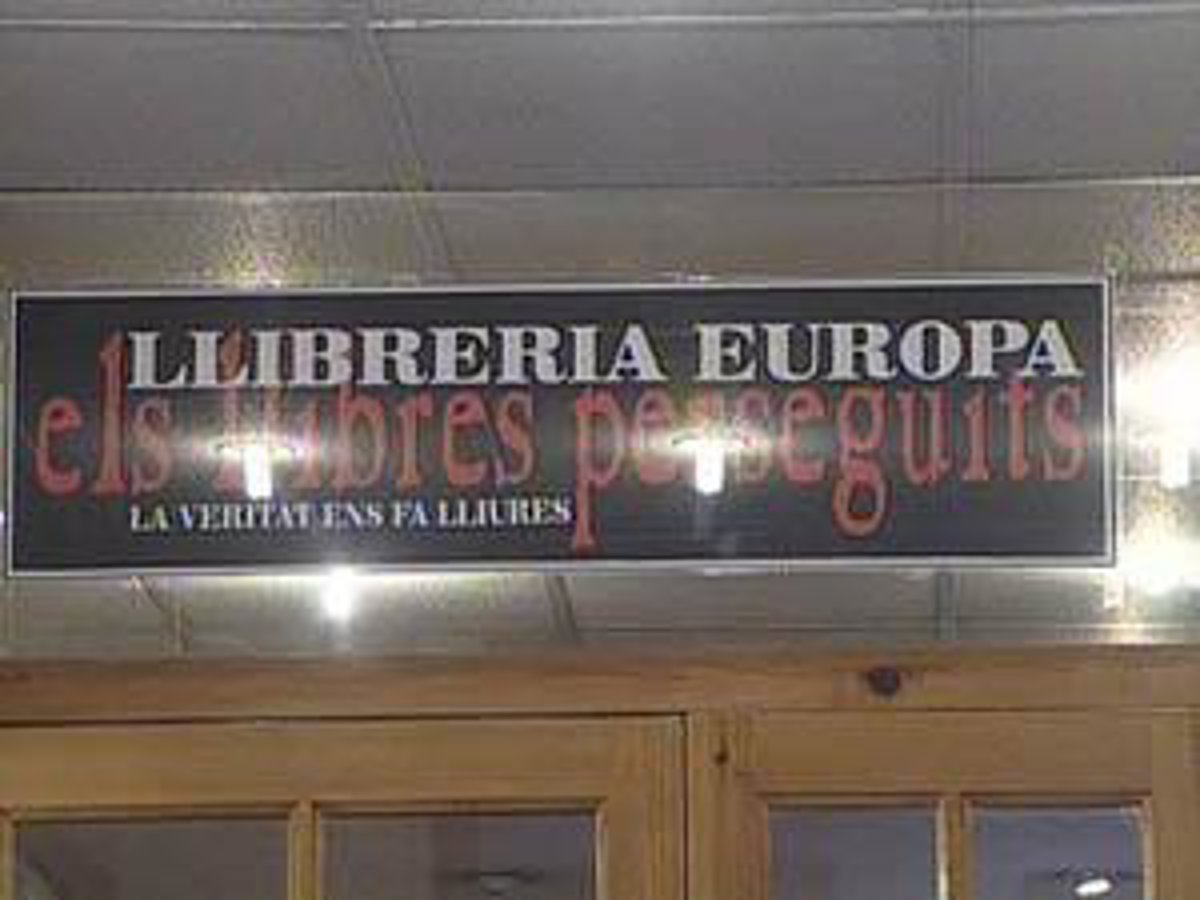 LLIBRERIA EUROPA
els llibres perseguits
LA VERITAT ENS FA LLIURES